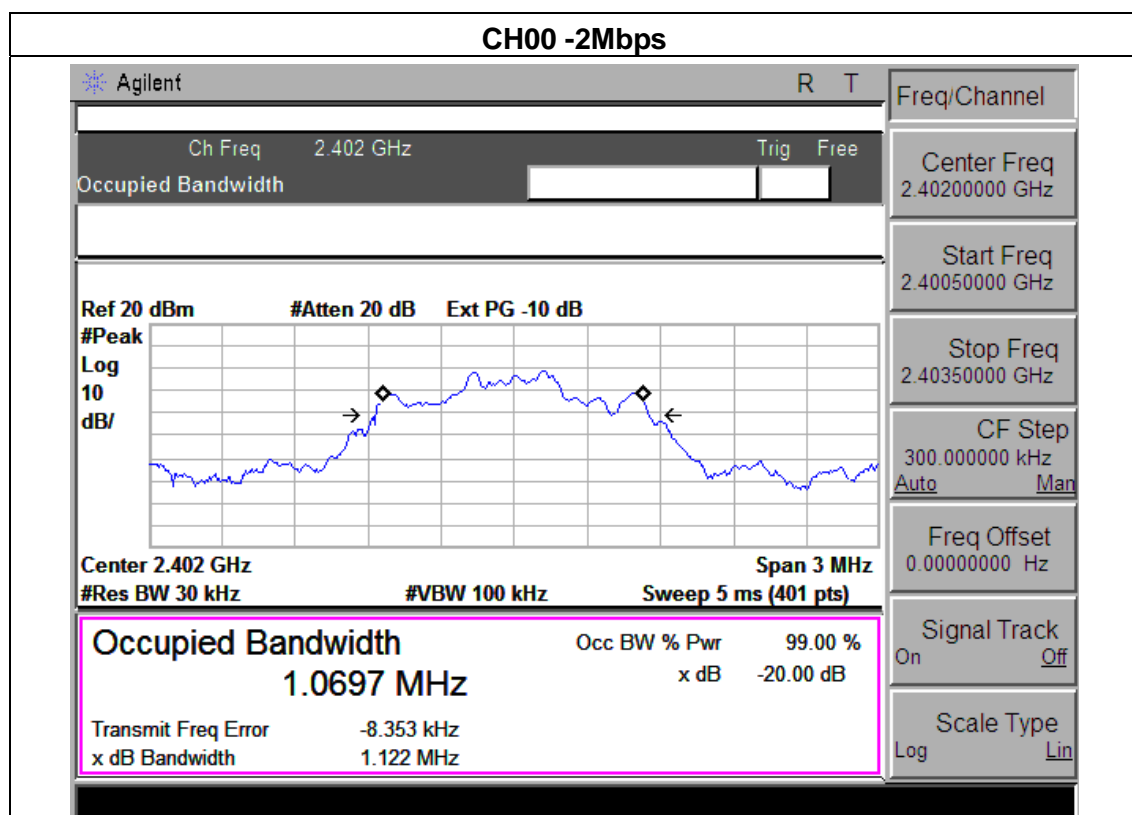 CH00 -2Mbps
Agilent R T
Ch Freq 2.402 GHz Trig Free
Occupied Bandwidth
Ref 20 dBm #Atten 20 dB Ext PG -10 dB
#Peak
Log
10
dB/
Center 2.402 GHz Span 3 MHz
#Res BW 30 kHz #VBW 100 kHz Sweep 5 ms (401 pts)
Occupied Bandwidth Occ BW % Pwr 99.00 %
1.0697 MHz x dB -20.00 dB
Transmit Freq Error -8.353 kHz
x dB Bandwidth 1.122 MHz
Freq/Channel
Center Freq
2.40200000 GHz
Start Freq
2.40050000 GHz
Stop Freq
2.40350000 GHz
CF Step
300.000000 kHz
Auto Man
Freq Offset
0.00000000 Hz
Signal Track
On Off
Scale Type
Log Lin